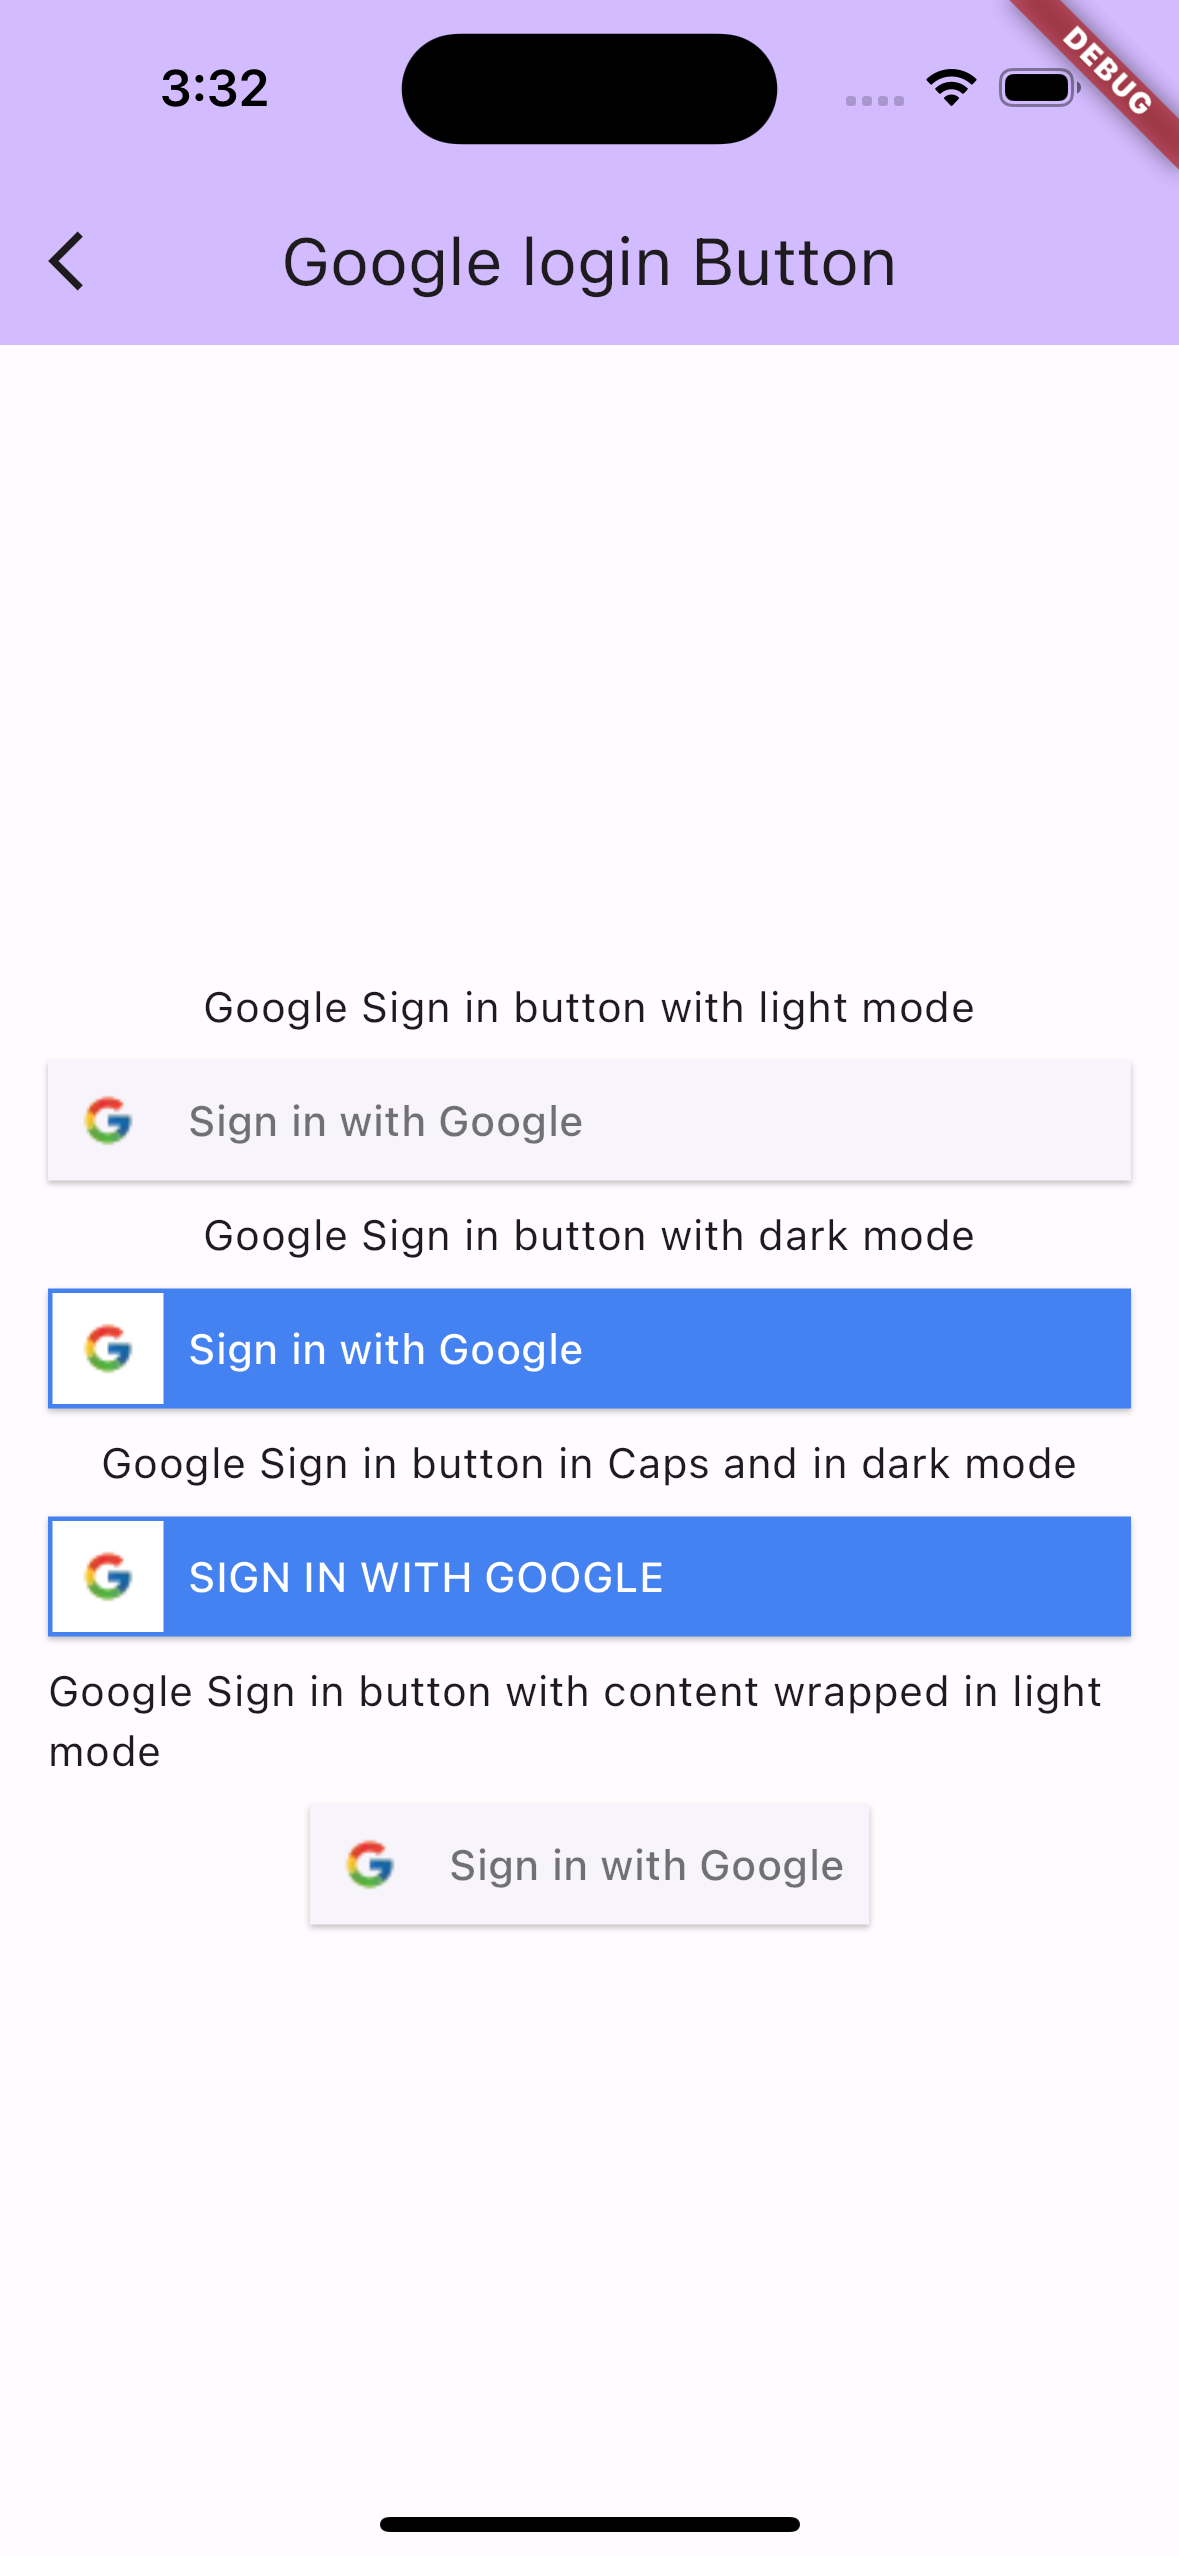 3:32
DEBUG
Google login Button
Google Sign in button with light mode
Sign in with Google
Google Sign in button with dark mode
Sign in with Google
Google Sign in button in Caps and in dark mode
SIGN IN WITH GOOGLE
Google Sign in button with content wrapped in light
mode
Sign in with Google